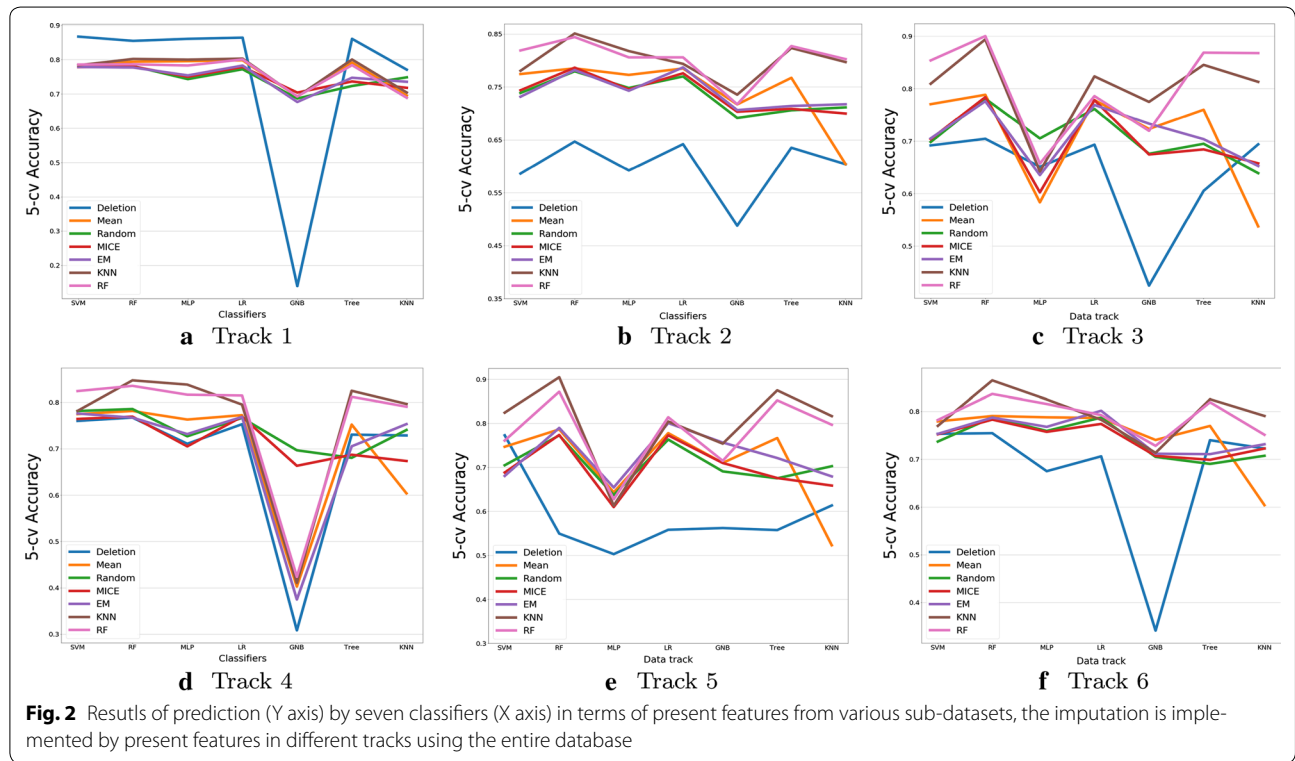 0.9
0.8
0.7
0.6
0.5
0.4
0.3
0.2
5-cv Accuracy
Deletion
Mean
Random
MICE
EM
KNN
RF
SVM RF MLP LR GNB Tree KNN
Classifiers
a Track 1
0.85
0.75
0.65
0.55
0.45
0.35
5-cv Accuracy
Deletion
Mean
Random
MICE
EM
KNN
RF
SVM RF MLP LR GNB Tree KNN
Classifiers
b Track 2
0.9
0.8
0.7
0.6
0.5
5-cv Accuracy
Deletion
Mean
Random
MICE
EM
KNN
RF
SVM RF MLP LR GNB Tree KNN
Data track
c Track 3
0.8
0.7
0.6
0.5
0.4
0.3
5-cv Accuracy
Deletion
Mean
Random
MICE
EM
KNN
RF
SVM RF MLP LR GNB Tree KNN
Classifiers
d Track 4
0.9
0.8
0.7
0.6
0.5
0.4
0.3
5-cv Accuracy
Deletion
Mean
Random
MICE
EM
KNN
RF
SVM RF MLP LR GNB Tree KNN
Data track
e Track 5
0.8
0.7
0.6
0.5
0.4
5-cv Accuracy
Deletion
Mean
Random
MICE
EM
KNN
RF
SVM RF MLP LR GNB Tree KNN
Data track
f Track 6
Fig. 2 Resutls of prediction (Y axis) by seven classifiers (X axis) in terms of present features from various sub-datasets, the imputation is imple-
mented by present features in different tracks using the entire database